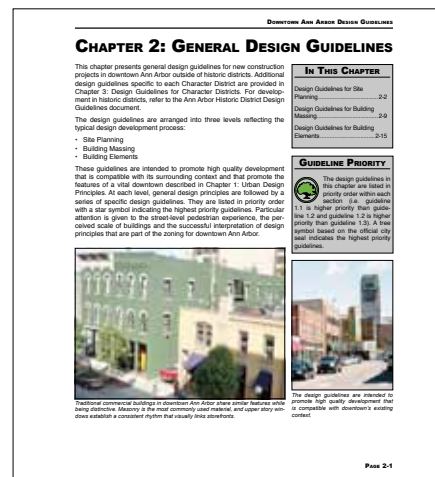 DOWNTOWN ANN ARBOR DESIGN GUIDELINES
CHAPTER 2: GENERAL DESIGN GUIDELINES
This chapter presents general design guidelines for new construction
projects in downtown Ann Arbor outside of historic districts. Additional
design guidelines specific to each Character District are provided in
Chapter 3: Design Guidelines for Character Districts. For develop-
ment in historic districts, refer to the Ann Arbor Historic District Design
Guidelines document.
The design guidelines are arranged into three levels reflecting the
typical design process:
• Site Planning
• Building Massing
• Building Elements
These guidelines are intended to promote high quality development
that is compatible with its surrounding context and that promote the
features of a vital downtown described in Chapter 1: Urban Design
Principles. At each level, general design principles are followed by a
series of specific design guidelines. They are listed in priority order
with a star symbol indicating the highest priority guidelines. Particular
attention is given to the street-level pedestrian experience, the per-
ceived scale of buildings and the successful interpretation of design
principles that are part of the zoning for downtown Ann Arbor.
Traditional commercial buildings in downtown Ann Arbor share similar features while
being distinctive. Masonry is the most commonly used material, and upper story win-
dows establish a consistent rhythm that visually links storefronts.
IN THIS CHAPTER
Design Guidelines for Site
Planning..............................2-2
Design Guidelines for Building
Massing...............................2-9
Design Guidelines for Building
Elements.............................2-15
GUIDELINE PRIORITY
The design guidelines in
this chapter are listed in
priority order within each
section (i.e. guideline
1.1 is higher priority than guide-
line 1.2 and guideline 1.2 is higher
priority than guideline 1.3). A tree
symbol based on the official city
seal indicates the highest priority
guidelines.
The design guidelines are intended to
promote high quality development that
is compatible with downtown's existing
context.
PAGE 2-1